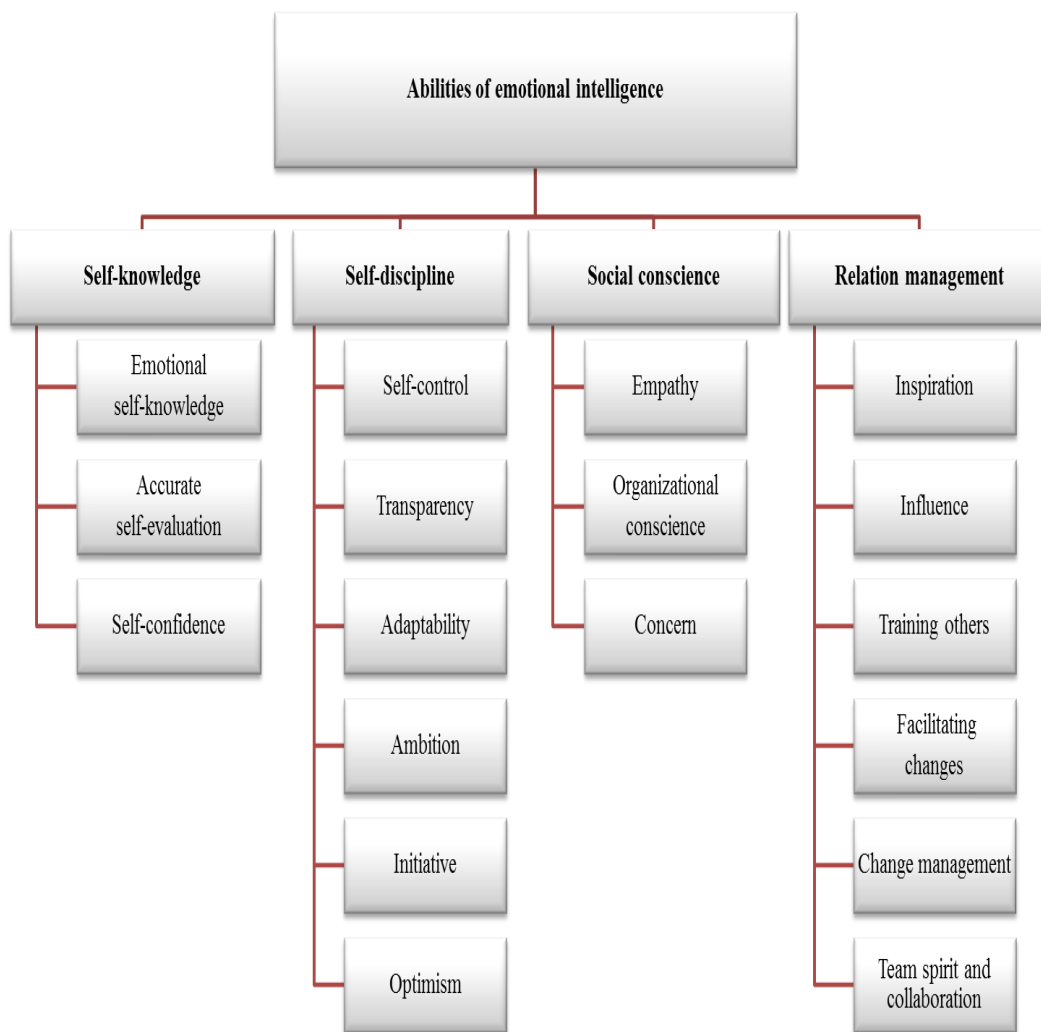 Abilities of emotional intelligence
Self-knowledge
Emotional
self-knowledge
Accurate
self-evaluation
Self-confidence
Self-discipline
Self-control
Transparency
Adaptability
Ambition
Initiative
Optimism
Social conscience
Empathy
Organizational
conscience
Concern
Relation management
Inspiration
Influence
Training others
Facilitating
changes
Change management
Team spirit and
collaboration